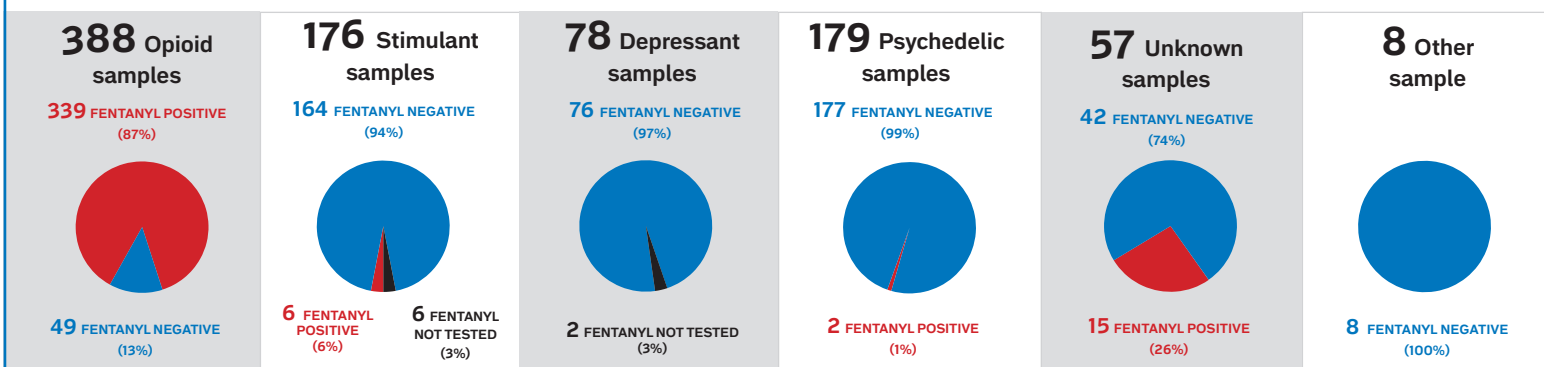 388 Opioid
samples
339 FENTANYL POSITIVE
(87%)
49 FENTANYL NEGATIVE
(13%)
176 Stimulant
samples
164 FENTANYL NEGATIVE
(94%)
6 FENTANYL
POSITIVE
(6%)
6 FENTANYL
NOT TESTED
(3%)
78 Depressant
samples
76 FENTANYL NEGATIVE
(97%)
2 FENTANYL NOT TESTED
(3%)
179 Psychedelic
samples
177 FENTANYL NEGATIVE
(99%)
2 FENTANYL POSITIVE
(1%)
57 Unknown
samples
42 FENTANYL NEGATIVE
(74%)
15 FENTANYL POSITIVE
(26%)
8 Other
sample
8 FENTANYL NEGATIVE
(100%)